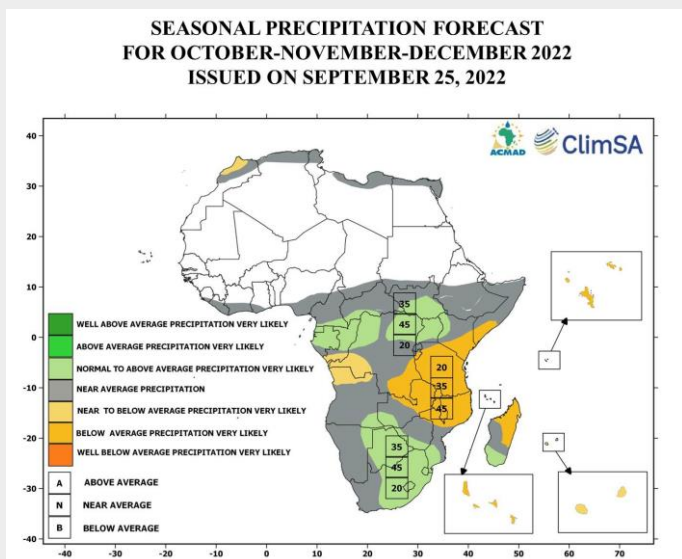 SEASONAL PRECIPITATION FORECAST
FOR OCTOBER-NOVEMBER-DECEMBER 2022
ISSUED ON SEPTEMBER 25, 2022
ACMAD
ClimSA
40
30
20
10
0
-10
-20
-30
-40
WELL ABOVE AVERAGE PRECIPITATION VERY LIKELY
ABOVE AVERAGE PRECIPITATION VERY LIKELY
NORMAL TO ABOVE AVERAGE PRECIPITATION VERY LIKELY
NEAR AVERAGE PRECIPITATION
NEAR TO BELOW AVERAGE PRECIPITATION VERY LIKELY
BELOW AVERAGE PRECIPITATION VERY LIKELY
WELL BELOW AVERAGE PRECIPITATION VERY LIKELY
A ABOVE AVERAGE
N NEAR AVERAGE
B BELOW AVERAGE
35
45
20
20
35
45
35
45
20
-40 -30 -20 -10 0 10 20 30 40 50 60 70